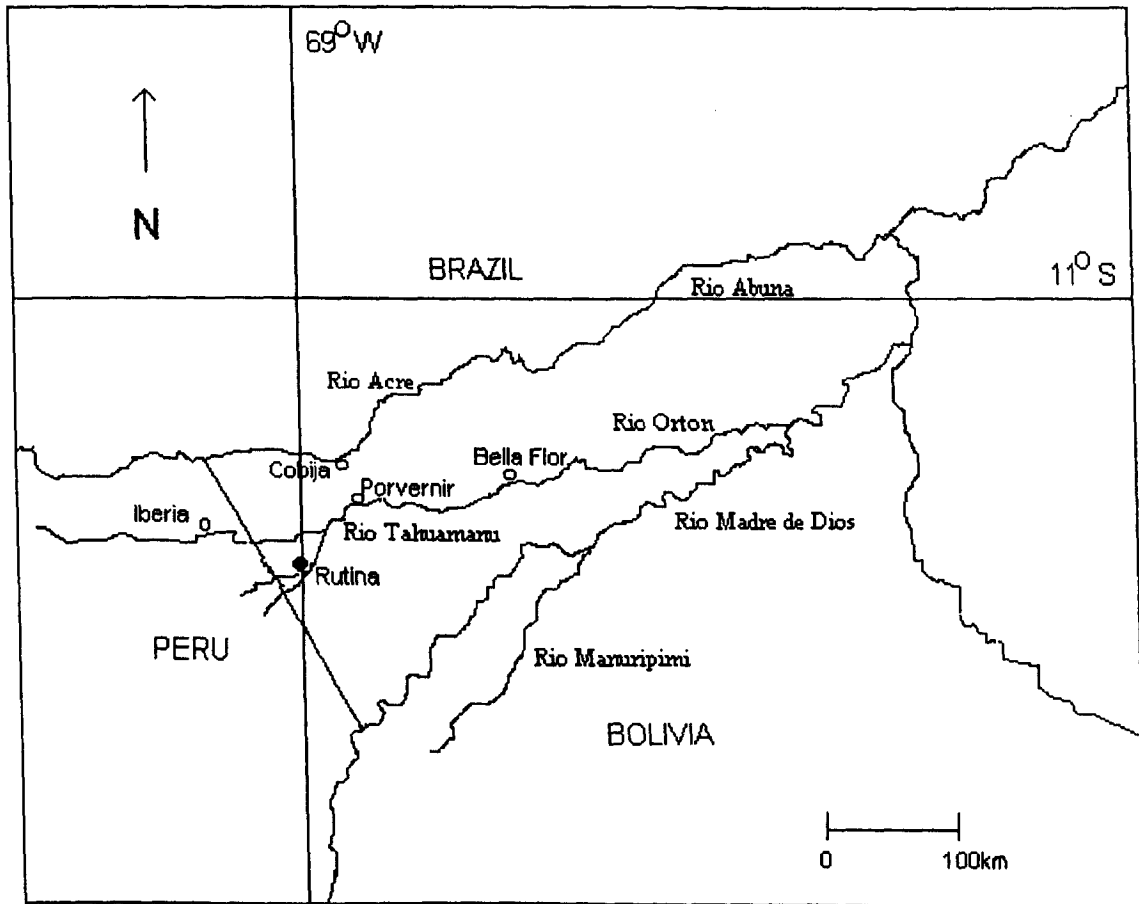 69° W
N
BRAZIL
11° S
Rio Abuna
Rio Acre
Rio Orton
Cobija
Bella Flor
Porvernir
Iberia
Rio Tahuamanu
Rio Madre de Dios
Rutina
PERU
Rio Manuripimi
BOLIVIA
0 100km